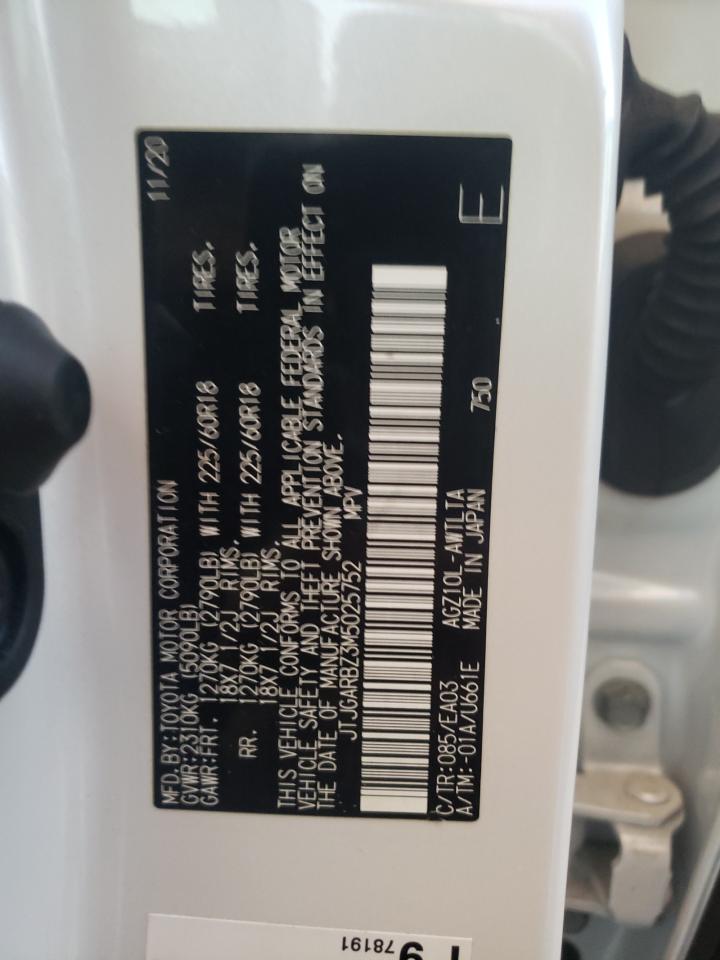 MFD.BY:TOYOTA MOTOR CORPORATION 11/20
GVWR:2310KG (5090LB)
GAWR:FRT. 1270KG (2790LB) WITH 225/60R18 TIRES,
18X7 1/2J RIMS,
RR. 1270KG (2790LB) WITH 225/60R18 TIRES,
18X7 1/2J RIMS,
THIS VEHICLE CONFORMS TO ALL APPLICABLE FEDERAL MOTOR
VEHICLE SAFETY AND THEFT PREVENTION STANDARDS IN EFFECT ON
THE DATE OF MANUFACTURE SHOWN ABOVE.
JTJGARBZ3M5025752 MPV
C/TR:085/EA03 AGZ10L-AWTLTA 750 E
A/TM:-01A/U661E MADE IN JAPAN
78191